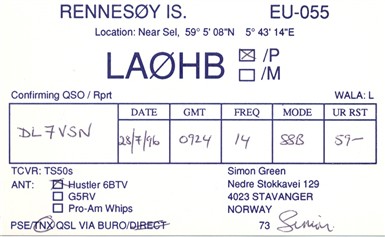 RENNESØY IS. EU-055
Location: Near Sel, 59° 5' 08"N 5° 43' 14"E
LAØHB ☒ /P
☐ /M
Confirming QSO / Rprt WALA: L
DATE GMT FREQ MODE UR RST
DL7VSN 28/7/96 0924 14 SSB 59-
TCVR: TS50s Simon Green
ANT: ☒ Hustler 6BTV Nedre Stokkavei 129
☐ G5RV 4023 STAVANGER
☐ Pro-Am Whips NORWAY
PSE/TNX QSL VIA BURO/DIRECT 73 Simon